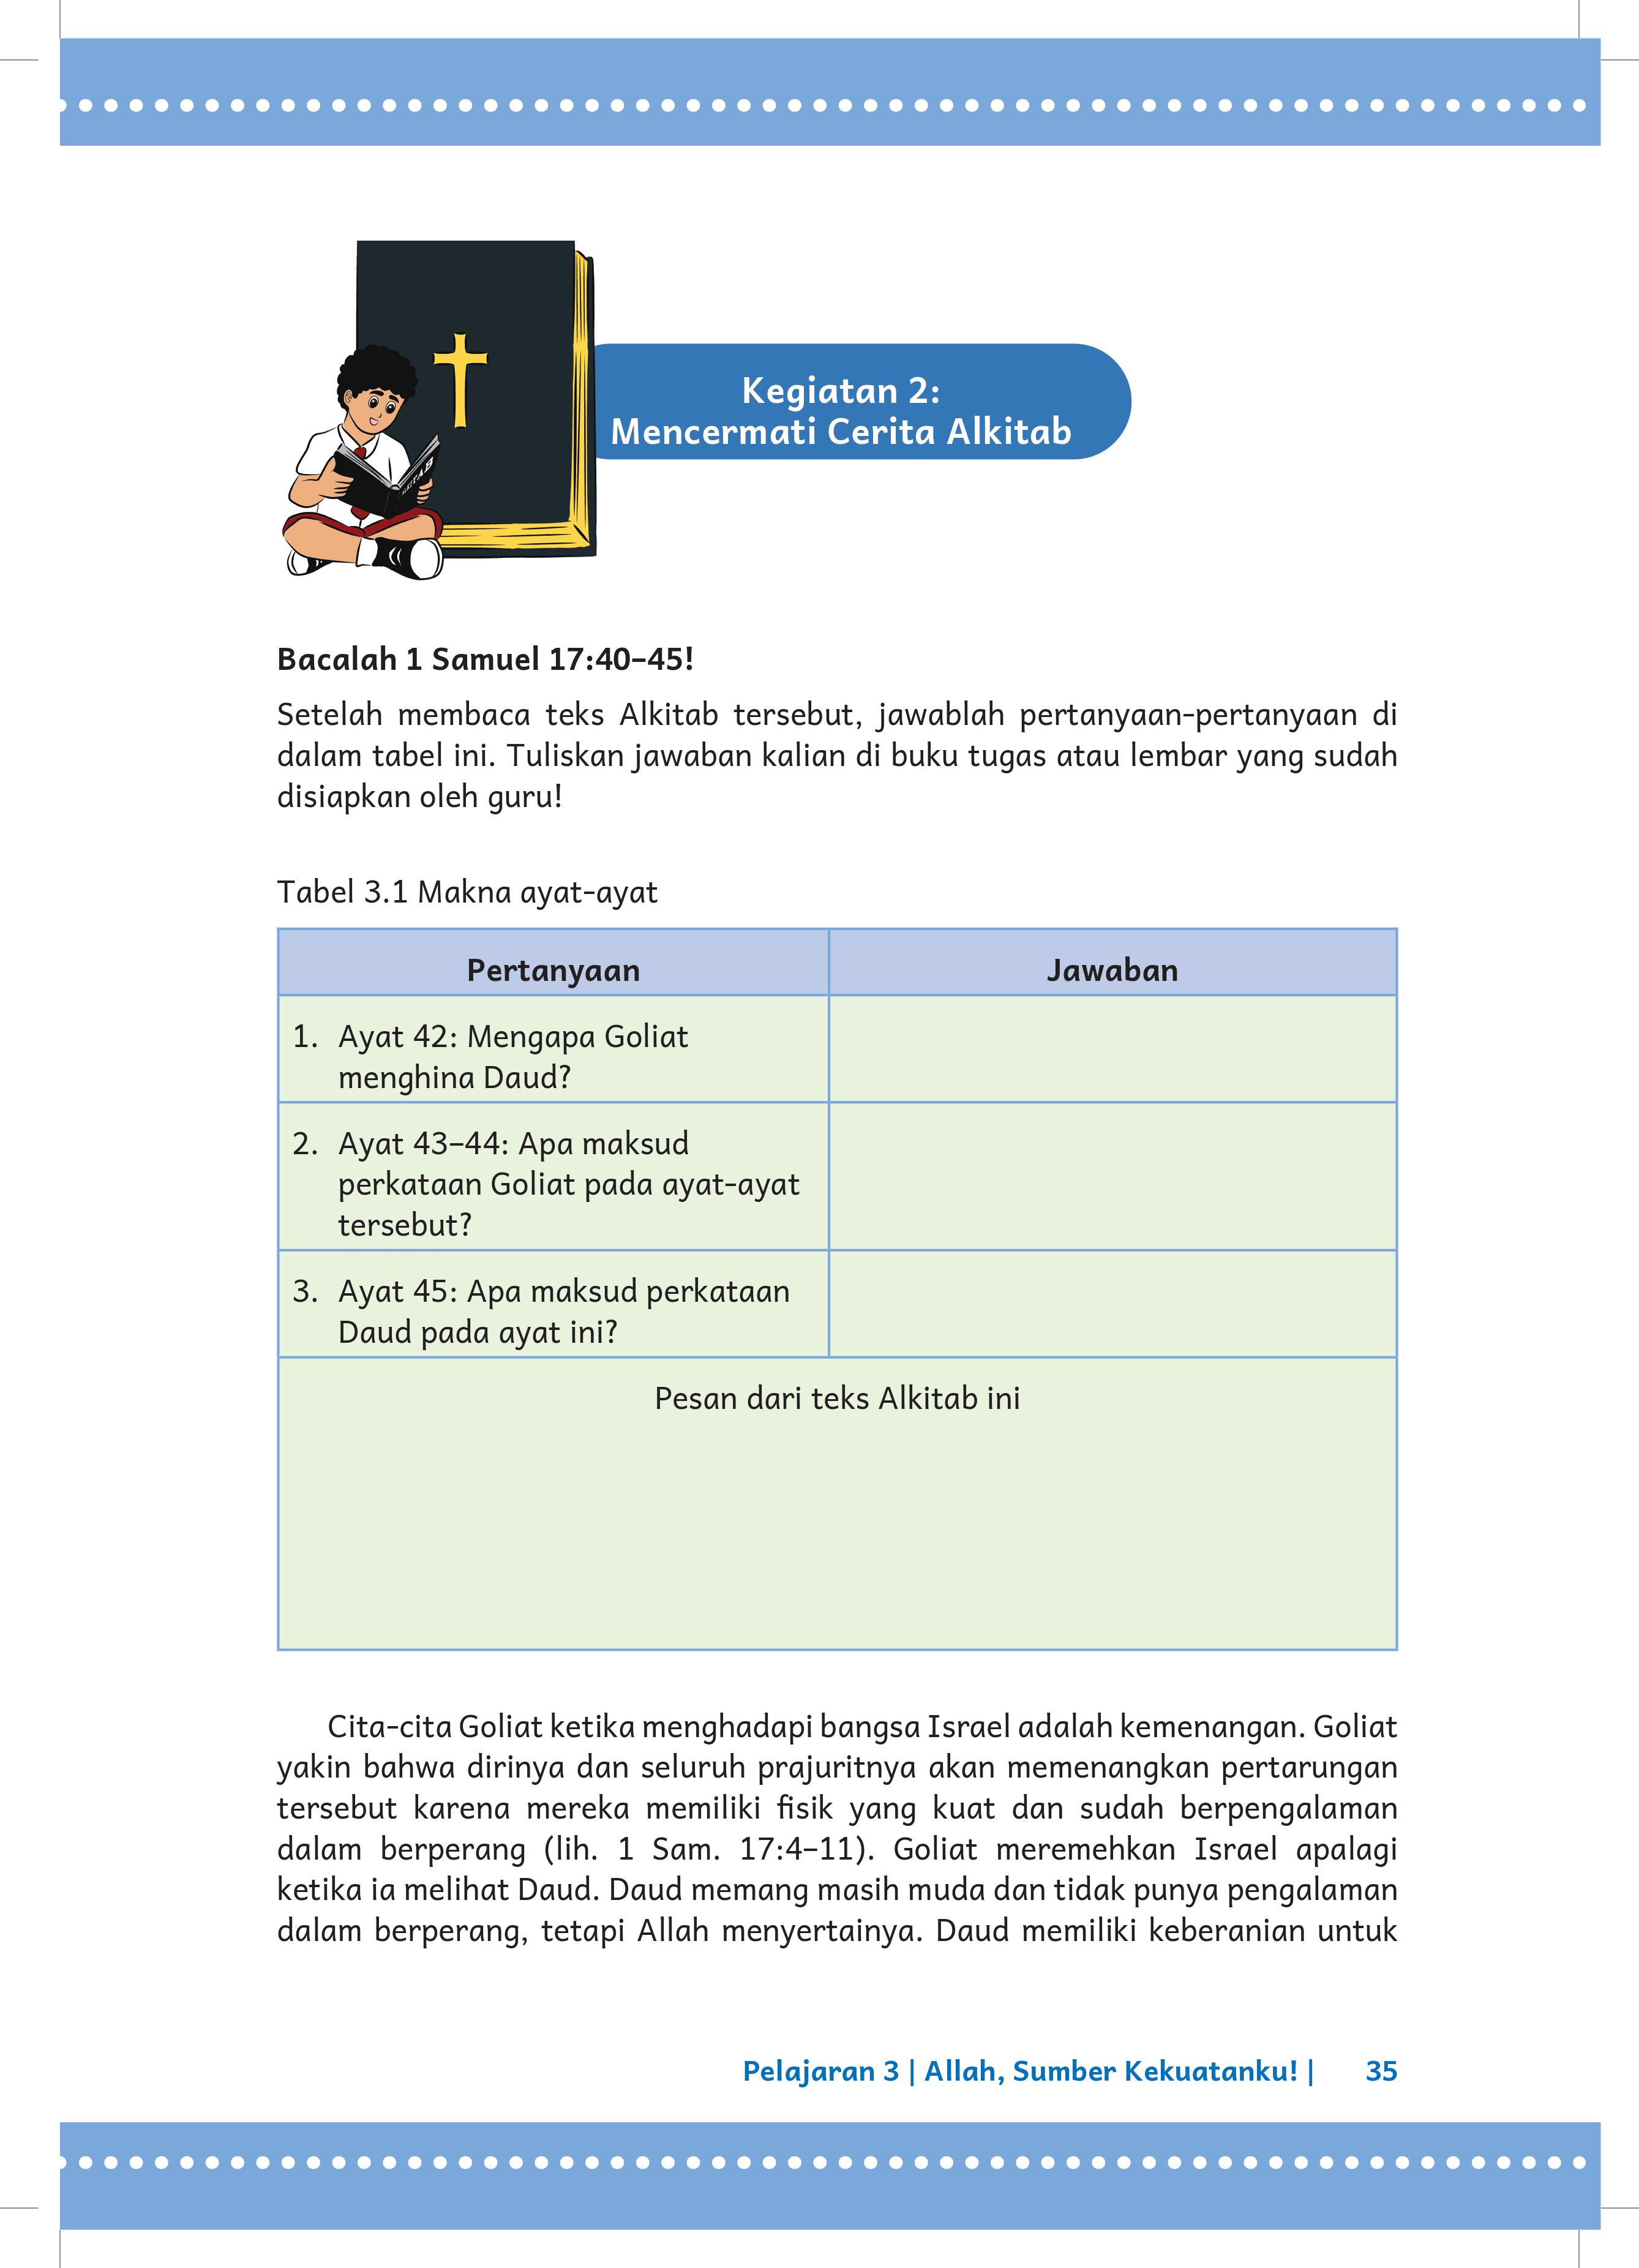 Kegiatan 2:
Mencermati Cerita Alkitab
Bacalah 1 Samuel 17:40–45!
Setelah membaca teks Alkitab tersebut, jawablah pertanyaan-pertanyaan di
dalam tabel ini. Tuliskan jawaban kalian di buku tugas atau lembar yang sudah
disiapkan oleh guru!
Tabel 3.1 Makna ayat-ayat
Pertanyaan
Jawaban
1. Ayat 42: Mengapa Goliat
menghina Daud?
2. Ayat 43–44: Apa maksud
perkataan Goliat pada ayat-ayat
tersebut?
3. Ayat 45: Apa maksud perkataan
Daud pada ayat ini?
Pesan dari teks Alkitab ini
Cita-cita Goliat ketika menghadapi bangsa Israel adalah kemenangan. Goliat
yakin bahwa dirinya dan seluruh prajuritnya akan memenangkan pertarungan
tersebut karena mereka memiliki fisik yang kuat dan sudah berpengalaman
dalam berperang (lih. 1 Sam. 17:4–11). Goliat meremehkan Israel apalagi
ketika ia melihat Daud. Daud memang masih muda dan tidak punya pengalaman
dalam berperang, tetapi Allah menyertainya. Daud memiliki keberanian untuk
Pelajaran 3 | Allah, Sumber Kekuatanku! | 35